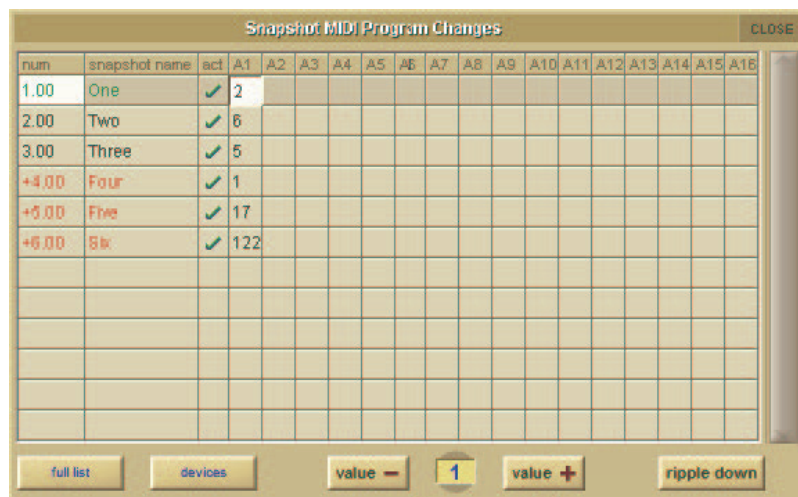 Snapshot MIDI Program Changes CLOSE
num snapshot name act A1 A2 A3 A4 A5 A6 A7 A8 A9 A10 A11 A12 A13 A14 A15 A16
1.00 One ✓ 2
2.00 Two ✓ 6
3.00 Three ✓ 5
+4.00 Four ✓ 1
+5.00 Five ✓ 17
+6.00 Six ✓ 122
full list devices value − 1 value + ripple down